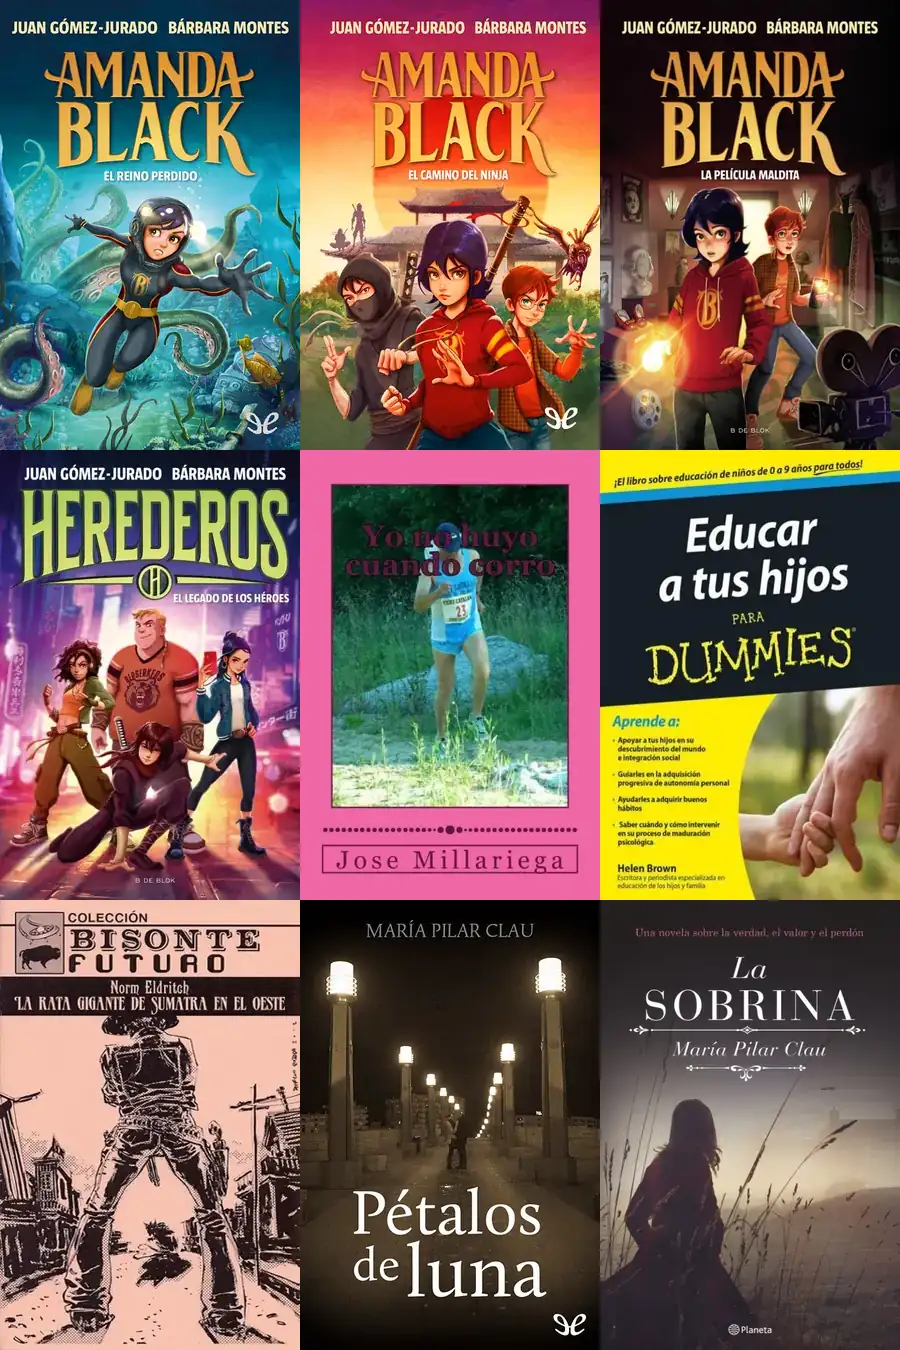 JUAN GÓMEZ-JURADO BÁRBARA MONTES
AMANDA
BLACK
EL REINO PERDIDO
JUAN GÓMEZ-JURADO BÁRBARA MONTES
AMANDA
BLACK
EL CAMINO DEL NINJA
JUAN GÓMEZ-JURADO BÁRBARA MONTES
AMANDA
BLACK
LA PELÍCULA MALDITA
B DE BLOK
JUAN GÓMEZ-JURADO BÁRBARA MONTES
HEREDEROS
H
EL LEGADO DE LOS HÉROES
BERSERKERS
B DE BLOK
Yo no huyo
cuando corro
23
Jose Millariega
¡El libro sobre educación de niños de 0 a 9 años para todos!
Educar
a tus hijos
PARA
DUMMIES
Aprende a:
• Apoyar a tus hijos en su
descubrimiento del mundo
e integración social
• Guiarles en la adquisición
progresiva de autonomía personal
• Ayudarles a adquirir buenos
hábitos
• Saber cuándo y cómo intervenir
en su proceso de maduración
psicológica
Helen Brown
Escritora y periodista especializada en
educación de los hijos y familia
COLECCIÓN
BISONTE
FUTURO
Norm Eldritch
LA RATA GIGANTE DE SUMATRA EN EL OESTE
MARÍA PILAR CLAU
Pétalos
de luna
Una novela sobre la verdad, el valor y el perdón
La
SOBRINA
María Pilar Clau
Planeta